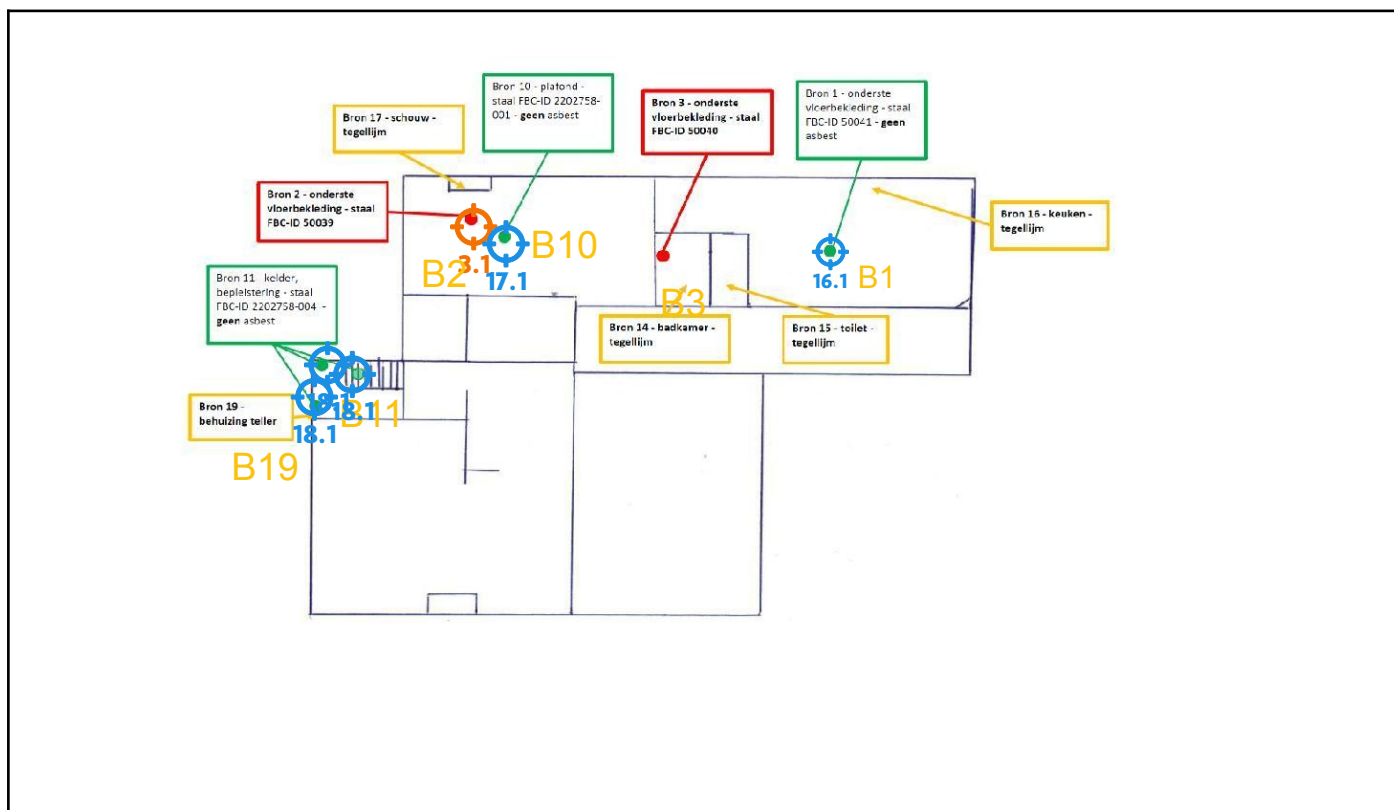 Bron 10 - plafond -
staal FBC-ID 2202758-
001 - geen asbest
Bron 17 - schouw -
tegellijm
Bron 3 - onderste
vloerbekleding - staal
FBC-ID 50040
Bron 1 - onderste
vloerbekleding - staal
FBC-ID 50041 - geen
asbest
Bron 2 - onderste
vloerbekleding - staal
FBC-ID 50039
Bron 16 - keuken -
tegellijm
B10
B2
3.1
17.1
16.1
B1
Bron 11 - kelder,
bepleistering - staal
FBC-ID 2202758-004 -
geen asbest
B3
Bron 14 - badkamer -
tegellijm
Bron 15 - toilet -
tegellijm
Bron 19 -
behuizing teller
18.1
B11
18.1
B19